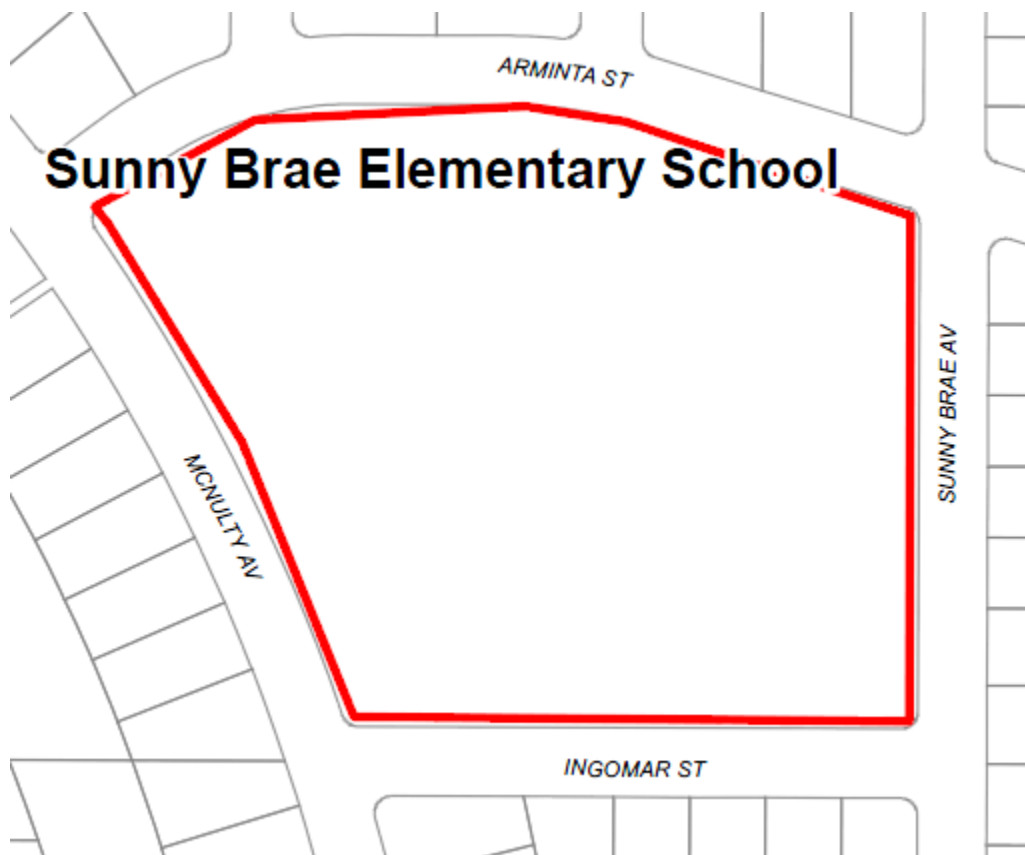 ARMINTA ST
Sunny Brae Elementary School
SUNNY BRAE AV
MCNULTY AV
INGOMAR ST